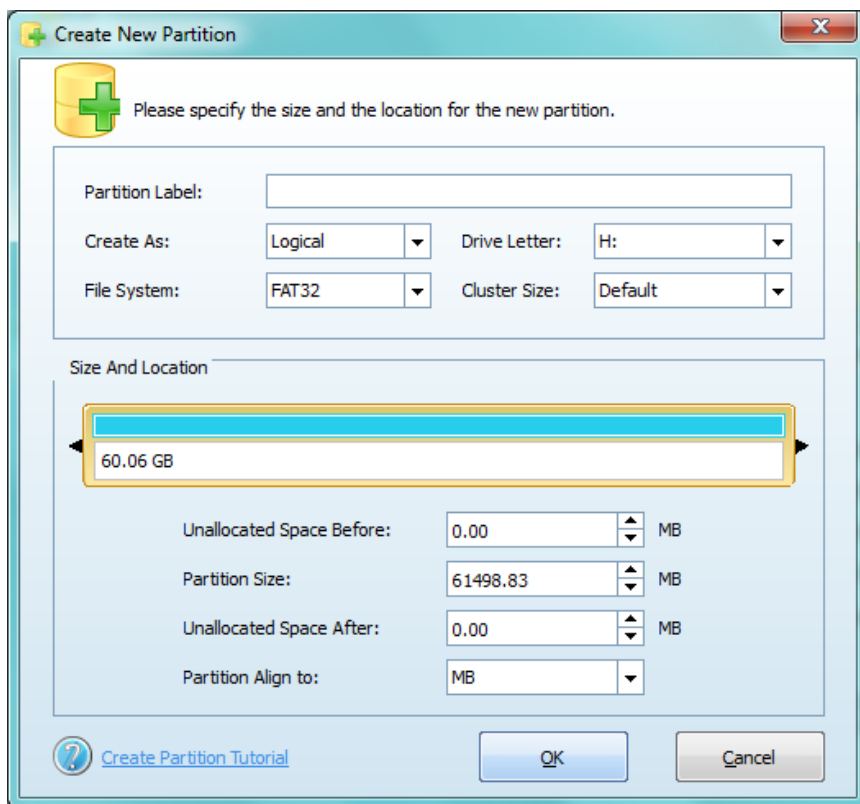 Create New Partition
Please specify the size and the location for the new partition.
Partition Label:
Create As: Logical Drive Letter: H:
File System: FAT32 Cluster Size: Default
Size And Location
60.06 GB
Unallocated Space Before: 0.00 MB
Partition Size: 61498.83 MB
Unallocated Space After: 0.00 MB
Partition Align to: MB
Create Partition Tutorial OK Cancel